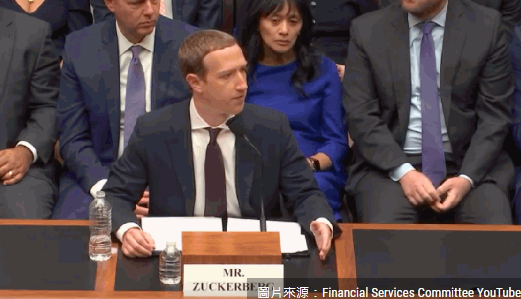 MR.
ZUCKERBERG
圖片來源：Financial Services Committee YouTube